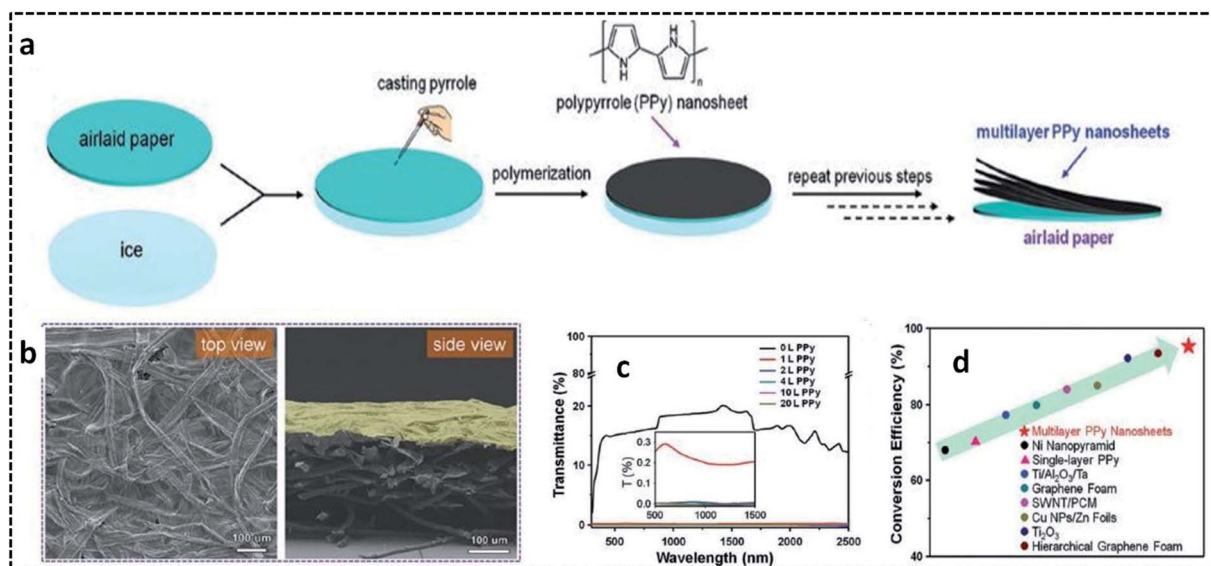 a
airlaid paper
ice
casting pyrrole
polymerization
N
H
H
N
n
polypyrrole (PPy) nanosheet
repeat previous steps
multilayer PPy nanosheets
airlaid paper
b
top view
100 um
side view
100 um
c
Transmittance (%)
100
80
20
10
0
500
1000
1500
2000
2500
Wavelength (nm)
0 L PPy
1 L PPy
2 L PPy
4 L PPy
10 L PPy
20 L PPy
T (%)
0.3
0.2
0.1
0.0
500
1000
1500
d
Conversion Efficiency (%)
100
80
60
40
Multilayer PPy Nanosheets
Ni Nanopyramid
Single-layer PPy
Ti/Al₂O₃/Ta
Graphene Foam
SWNT/PCM
Cu NPs/Zn Foils
Ti₂O₃
Hierarchical Graphene Foam